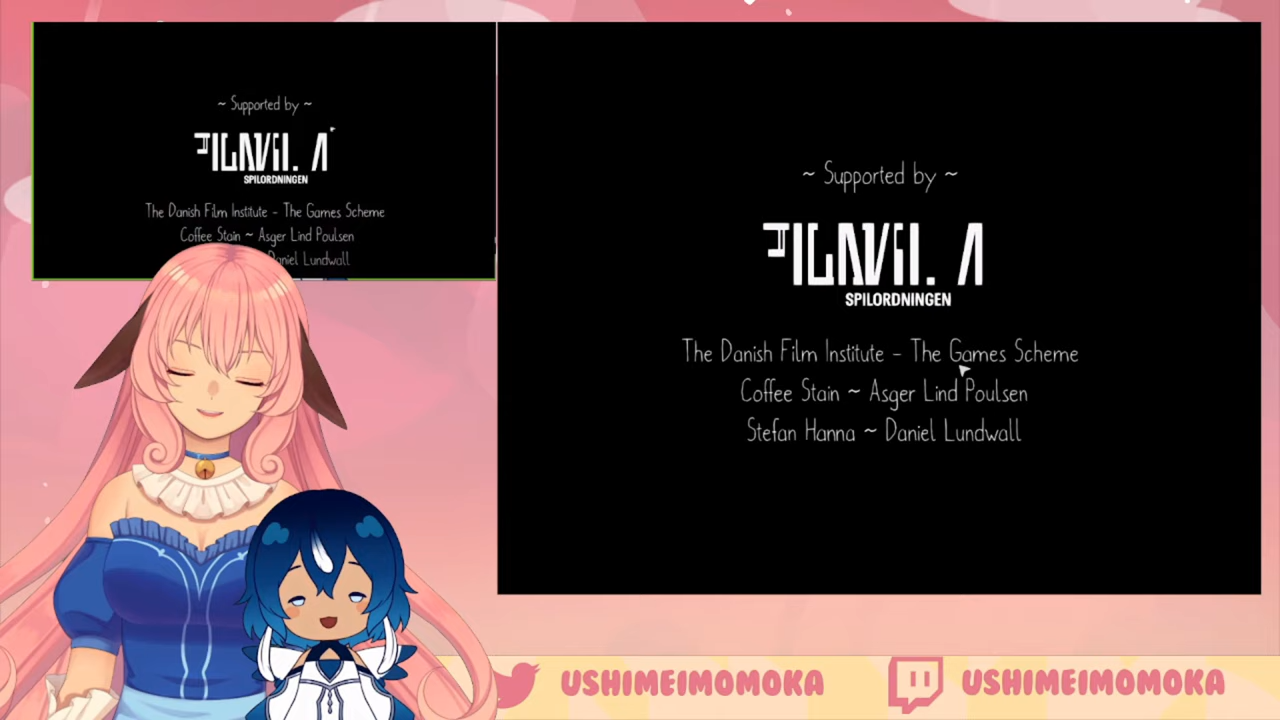 ~ Supported by ~
SPILORDNINGEN
The Danish Film Institute - The Games Scheme
Coffee Stain ~ Asger Lind Poulsen
Daniel Lundwall
~ Supported by ~
SPILORDNINGEN
The Danish Film Institute - The Games Scheme
Coffee Stain ~ Asger Lind Poulsen
Stefan Hanna ~ Daniel Lundwall
USHIMEIMOMOKA
USHIMEIMOMOKA